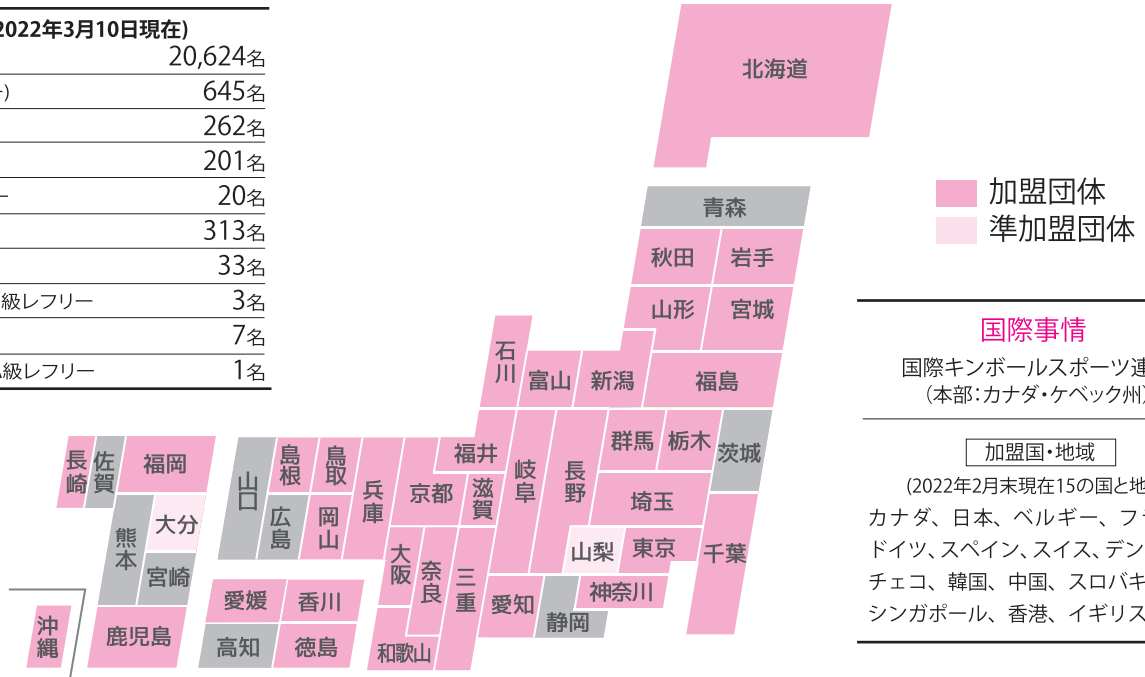 2022年3月10日現在)
20,624名
645名
262名
201名
20名
313名
33名
級レフリー 3名
7名
級レフリー 1名
北海道
青森
秋田
岩手
山形
宮城
石川
富山
新潟
福島
福井
岐阜
長野
群馬
栃木
茨城
埼玉
山梨
東京
千葉
神奈川
静岡
愛知
京都
滋賀
兵庫
大阪
奈良
三重
和歌山
鳥取
島根
岡山
広島
山口
愛媛
香川
高知
徳島
福岡
佐賀
長崎
大分
熊本
宮崎
鹿児島
沖縄
加盟団体
準加盟団体
国際事情
国際キンボールスポーツ連
(本部:カナダ・ケベック州)
加盟国・地域
(2022年2月末現在15の国と地
カナダ、日本、ベルギー、フ
ドイツ、スペイン、スイス、デン
チェコ、韓国、中国、スロバキ
シンガポール、香港、イギリス